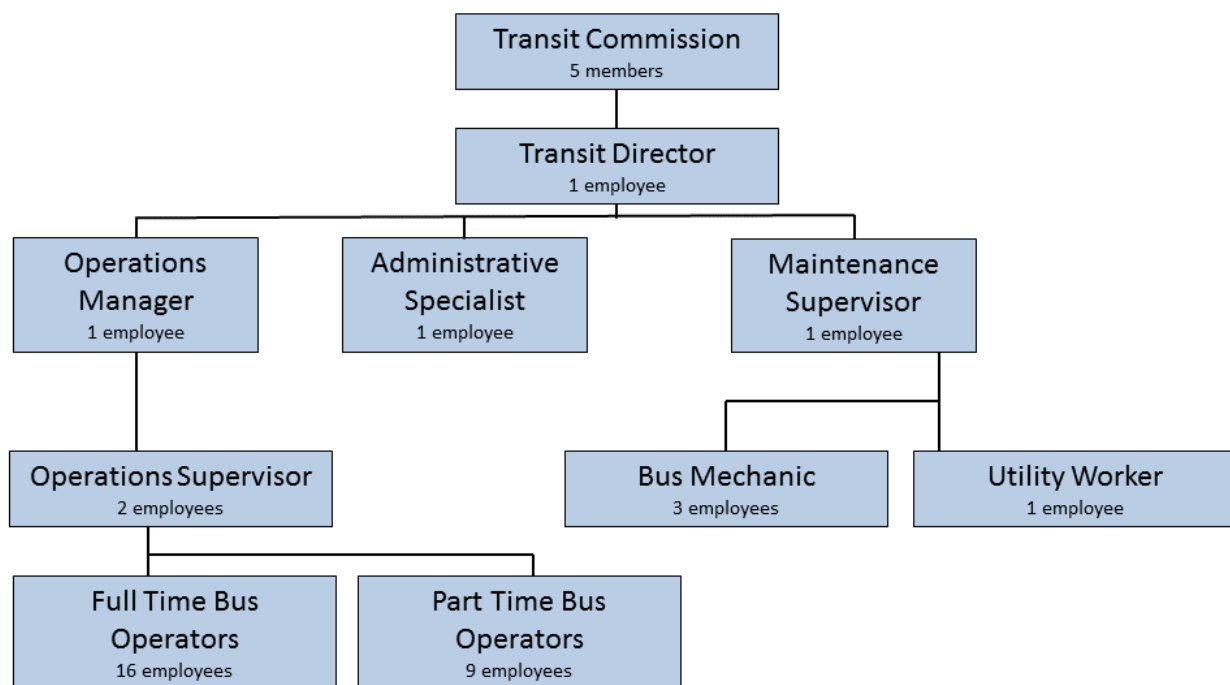 Transit Commission
5 members
Transit Director
1 employee
Operations
Manager
1 employee
Administrative
Specialist
1 employee
Maintenance
Supervisor
1 employee
Operations Supervisor
2 employees
Bus Mechanic
3 employees
Utility Worker
1 employee
Full Time Bus
Operators
16 employees
Part Time Bus
Operators
9 employees